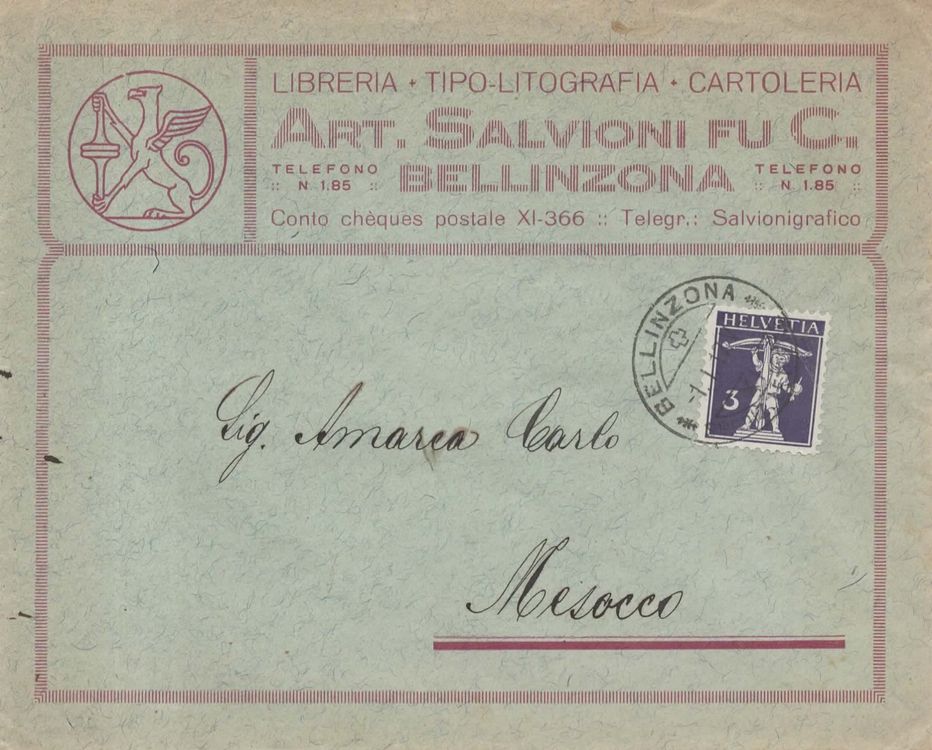 LIBRERIA • TIPO-LITOGRAFIA • CARTOLERIA
ART. SALVIONI FU C.
TELEFONO N 1.85 :: BELLINZONA TELEFONO :: N. 1.85 ::
Conto chèques postale XI-366 :: Telegr.: Salvionigrafico
BELLINZONA
HELVETIA
3
Sig. Amarca Carlo
Mesocco